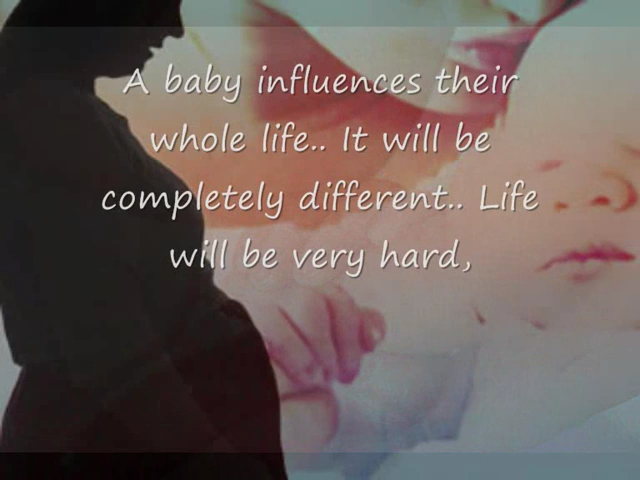 A baby influences their
whole life.. It will be
completely different.. Life
will be very hard,